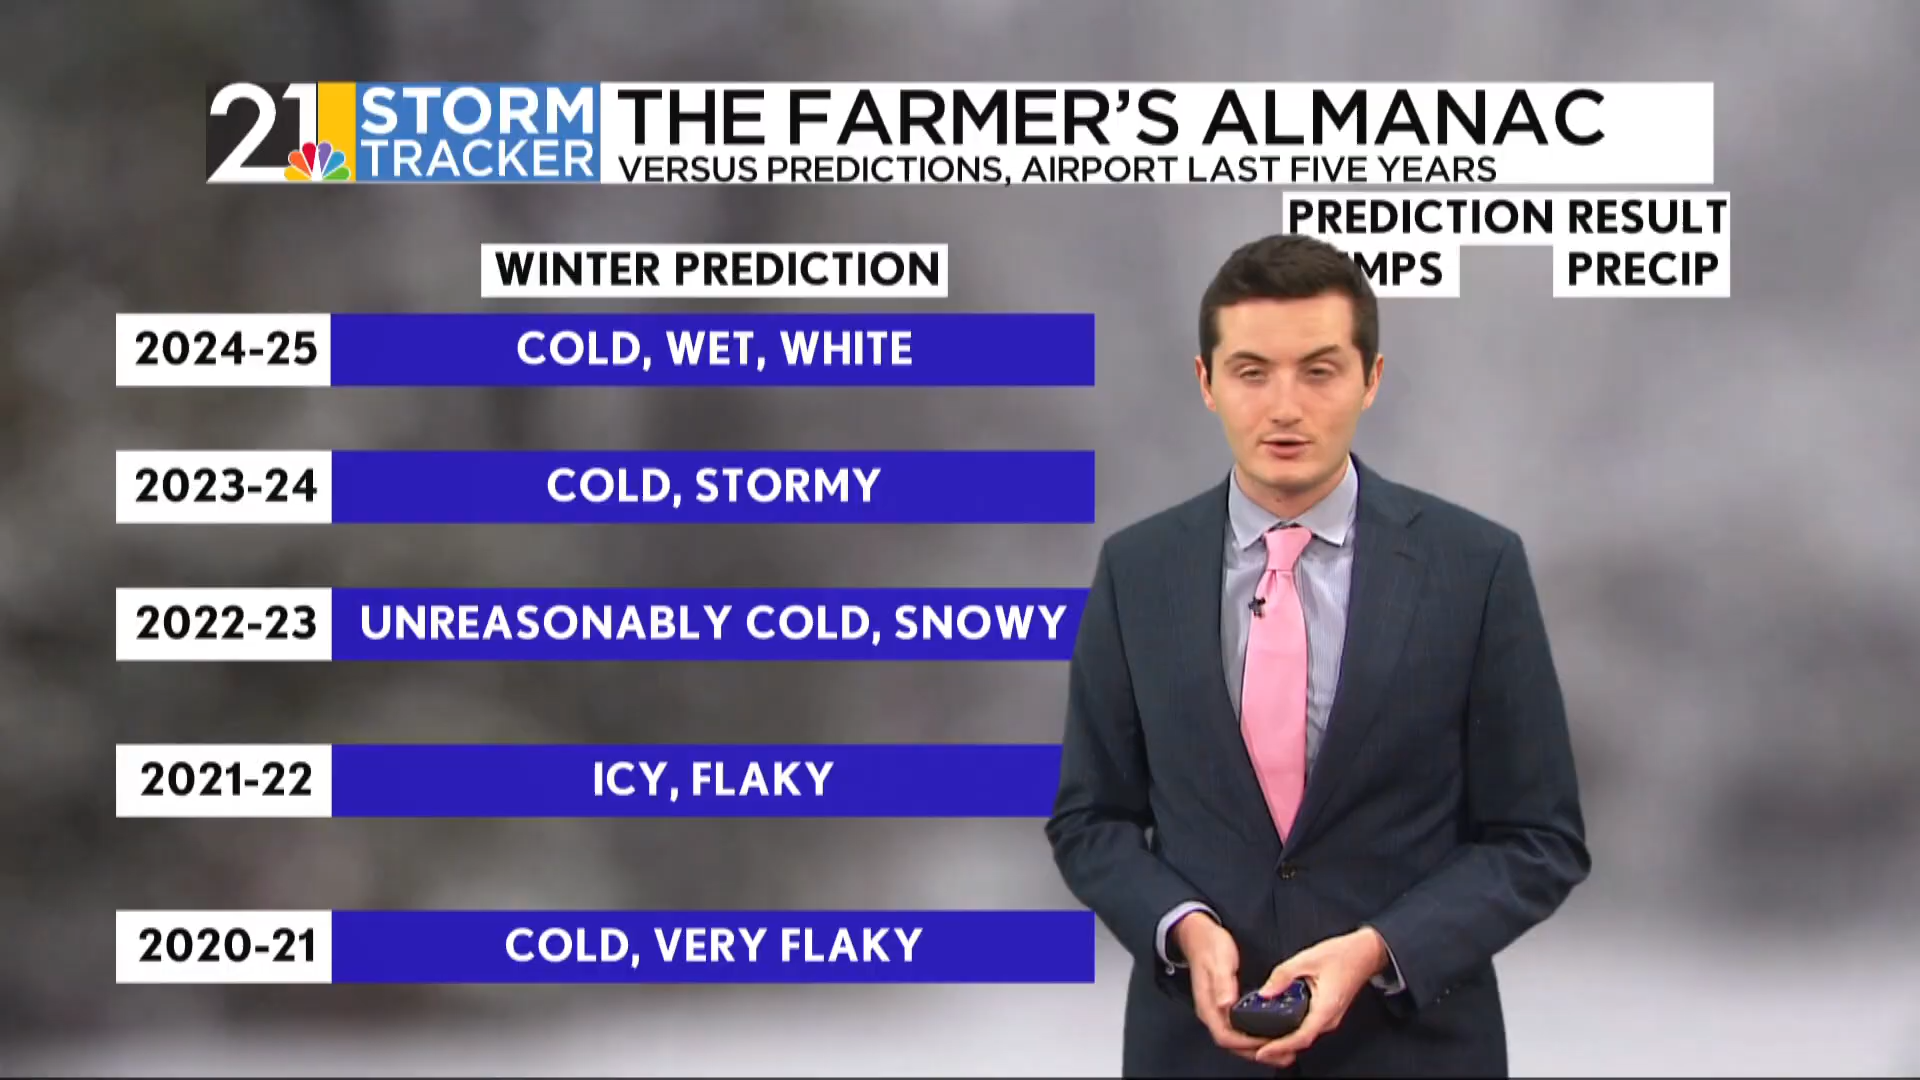 21 STORM TRACKER
THE FARMER'S ALMANAC
VERSUS PREDICTIONS, AIRPORT LAST FIVE YEARS
PREDICTION RESULT
WINTER PREDICTION
PRECIP
2024-25 COLD, WET, WHITE
2023-24 COLD, STORMY
2022-23 UNREASONABLY COLD, SNOWY
2021-22 ICY, FLAKY
2020-21 COLD, VERY FLAKY